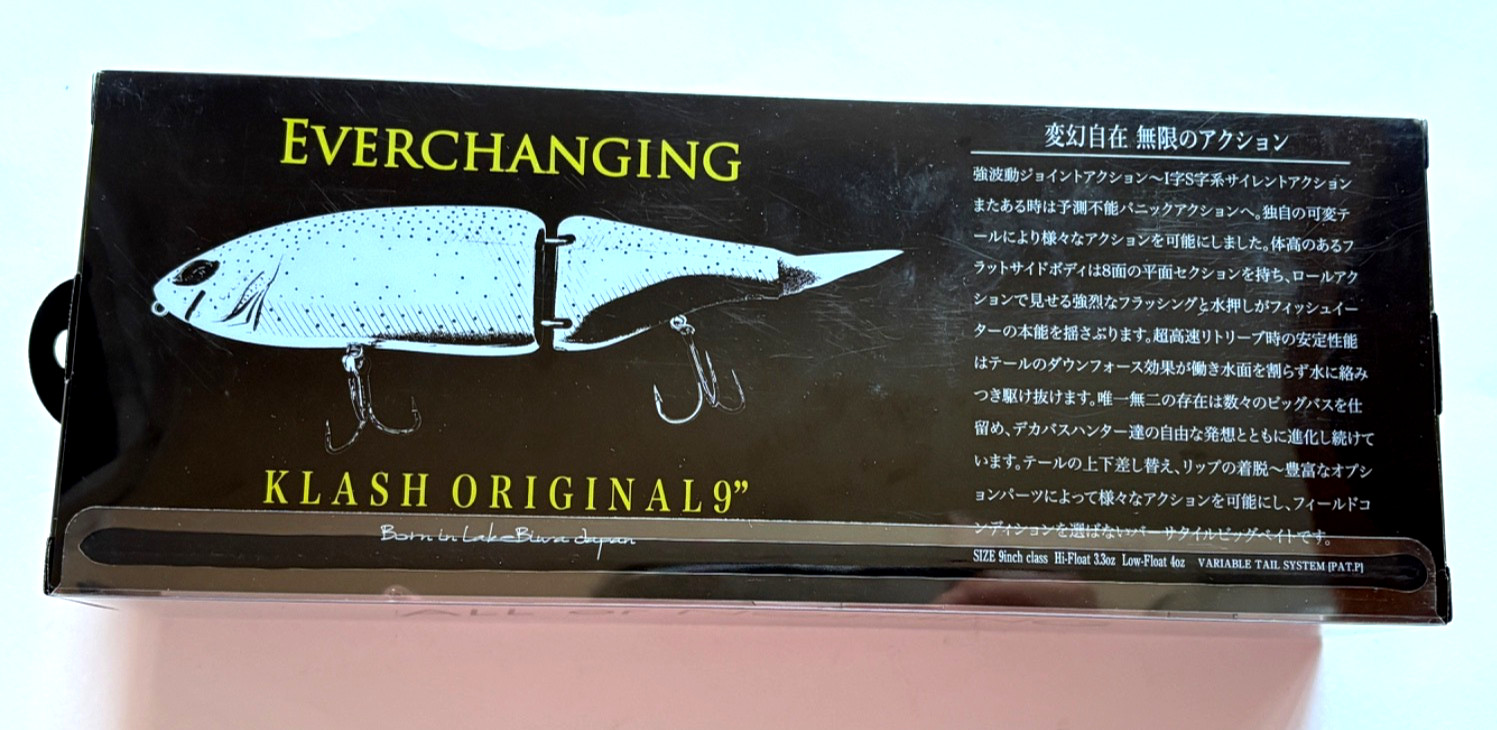 EVERCHANGING
KLASH ORIGINAL 9”
Born in Lake Biwa Japan
変幻自在 無限のアクション
強波動ジョイントアクション〜I字S字系サイレントアクション
またある時は予測不能パニックアクションへ。独自の可変テ
ールにより様々なアクションを可能にしました。体高のあるフ
ラットサイドボディは8面の平面セクションを持ち、ロールアク
ションで見せる強烈なフラッシングと水押しがフィッシュイー
ターの本能を揺さぶります。超高速リトリーブ時の安定性能
はテールのダウンフォース効果が働き水面を割らず水に絡み
つき駆け抜けます。唯一無二の存在は数々のビッグバスを仕
留め、デカバスハンター達の自由な発想とともに進化し続けて
います。テールの上下差し替え、リップの着脱〜豊富なオプシ
ョンパーツによって様々なアクションを可能にし、フィールドコ
ンディションを選ばないバーサタイルビッグベイトです。
SIZE 9inch class Hi-Float 3.3oz Low-Float 4oz VARIABLE TAIL SYSTEM [PAT.P]